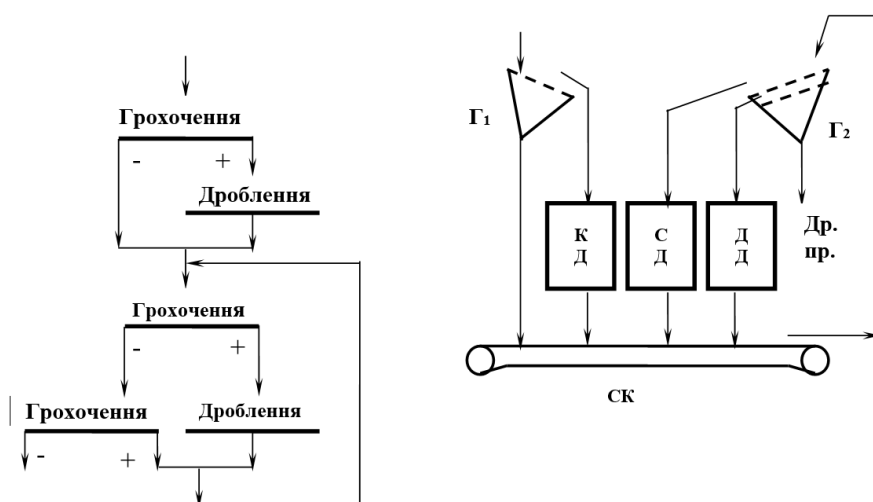 Грохочення
- +
Дроблення
Грохочення
- +
Грохочення
Дроблення
- +
Г1
Г2
К
Д
С
Д
Д
Д
Др.
пр.
СК